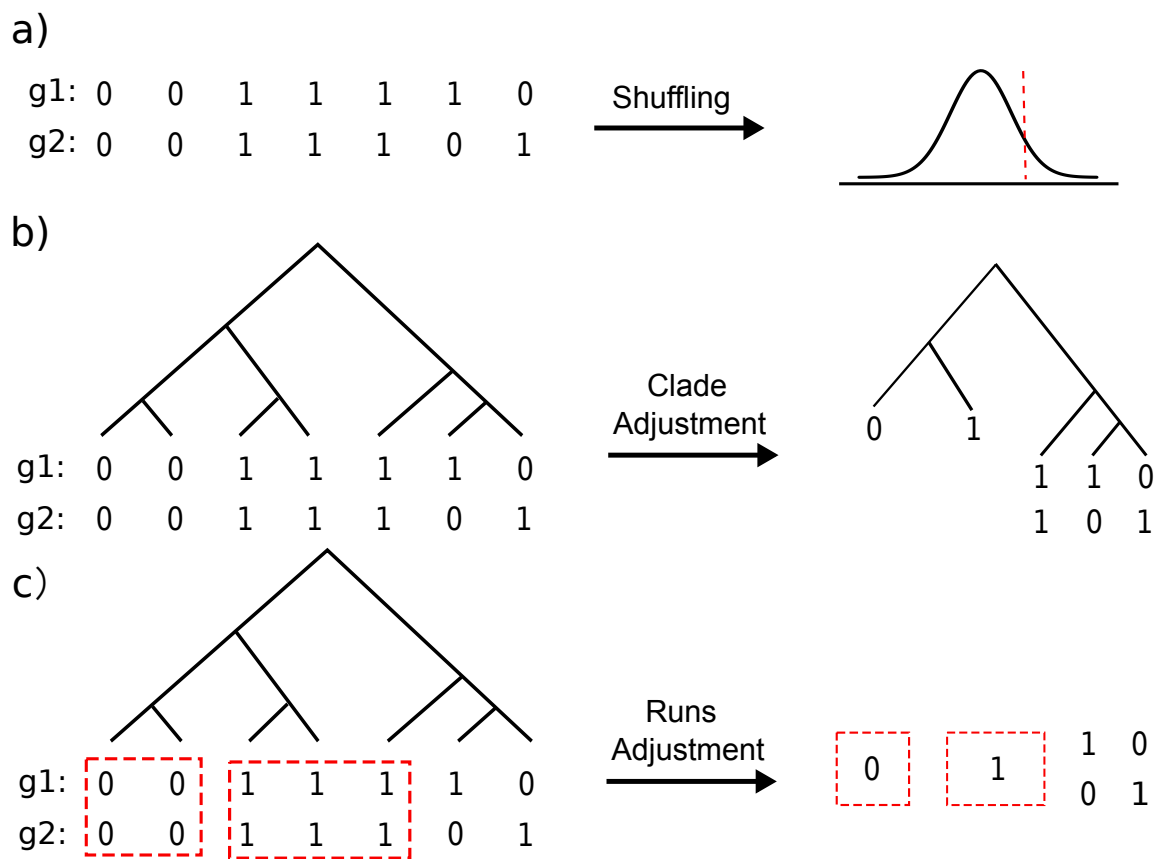 a)
g1: 0 0 1 1 1 1 0
g2: 0 0 1 1 1 0 1
Shuffling
b)
g1: 0 0 1 1 1 1 0
g2: 0 0 1 1 1 0 1
Clade
Adjustment
0 1
1 1 0
1 0 1
c)
g1: 0 0 1 1 1 1 0
g2: 0 0 1 1 1 0 1
Runs
Adjustment
0 1
1 0
0 1